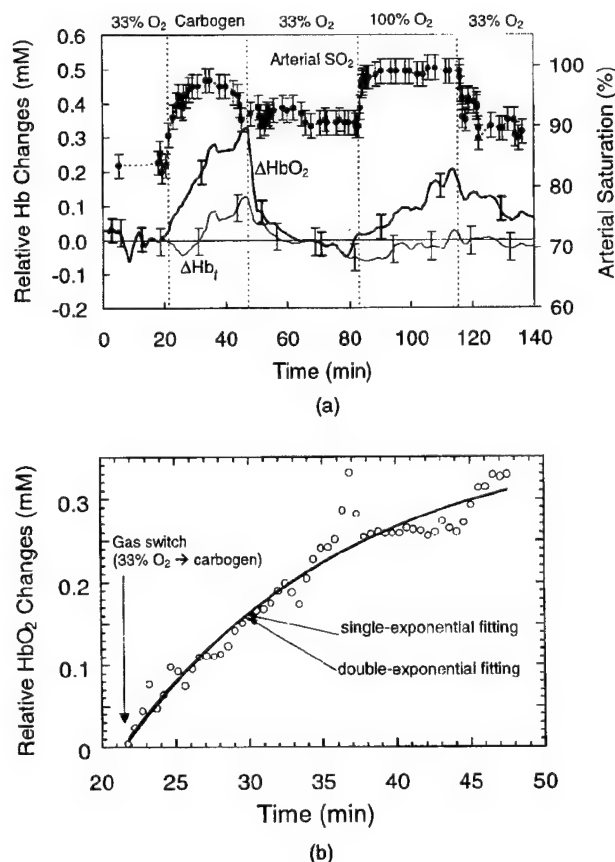 33% O₂ Carbogen 33% O₂ 100% O₂ 33% O₂
Relative Hb Changes (mM)
0.6
0.5
0.4
0.3
0.2
0.1
0.0
-0.1
-0.2
Arterial SO₂
ΔHbO₂
ΔHbₜ
100
90
80
70
60
Arterial Saturation (%)
0 20 40 60 80 100 120 140
Time (min)
(a)
Relative HbO₂ Changes (mM)
0.3
0.2
0.1
0
Gas switch
(33% O₂ → carbogen)
single-exponential fitting
double-exponential fitting
20 25 30 35 40 45 50
Time (min)
(b)